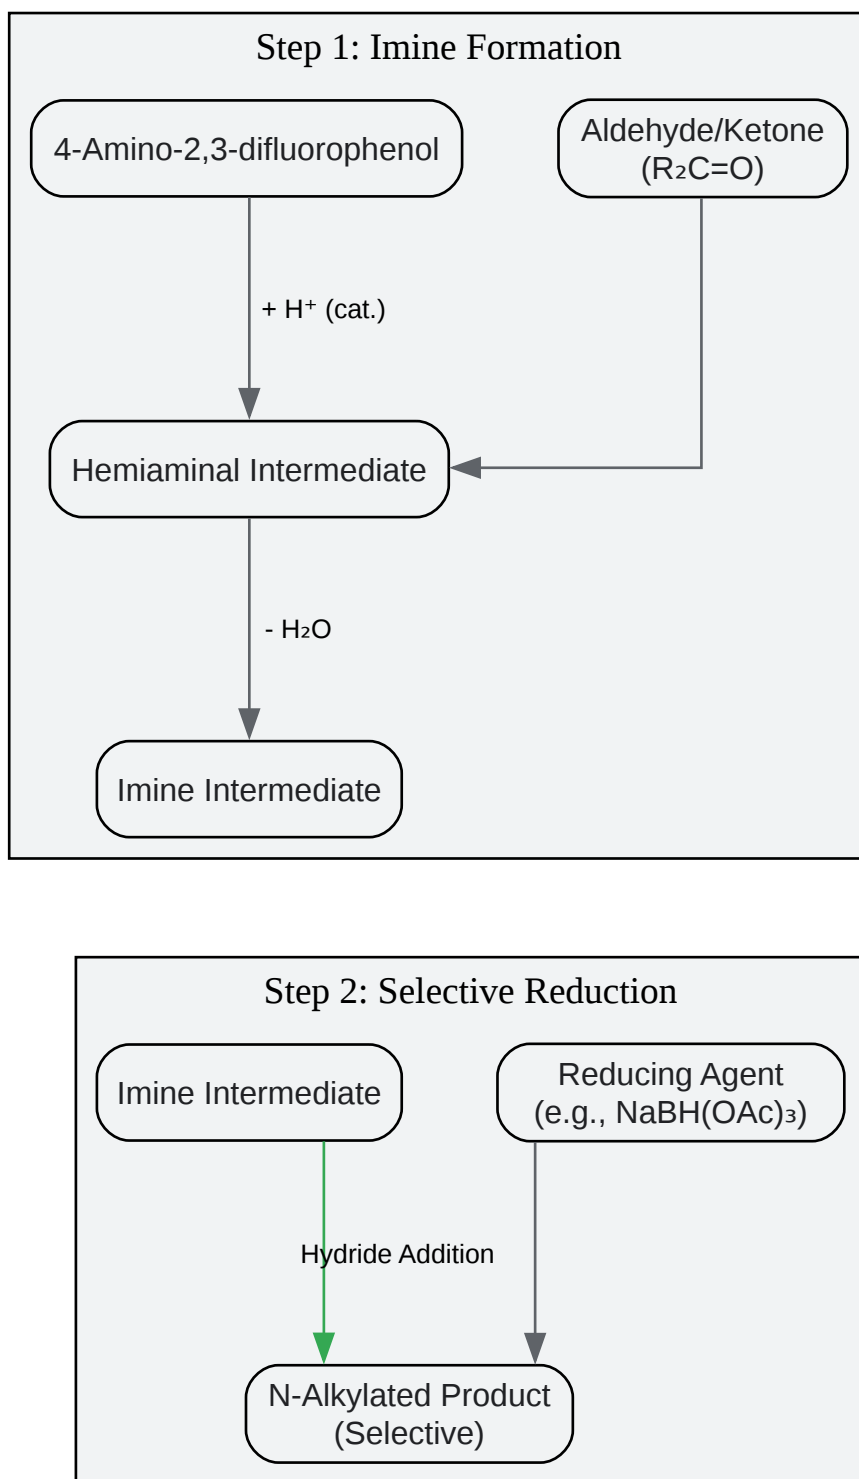 Step 1: Imine Formation
4-Amino-2,3-difluorophenol
Aldehyde/Ketone
(R₂C=O)
+ H⁺ (cat.)
Hemiaminal Intermediate
- H₂O
Imine Intermediate
Step 2: Selective Reduction
Imine Intermediate
Reducing Agent
(e.g., NaBH(OAc)₃)
Hydride Addition
N-Alkylated Product
(Selective)